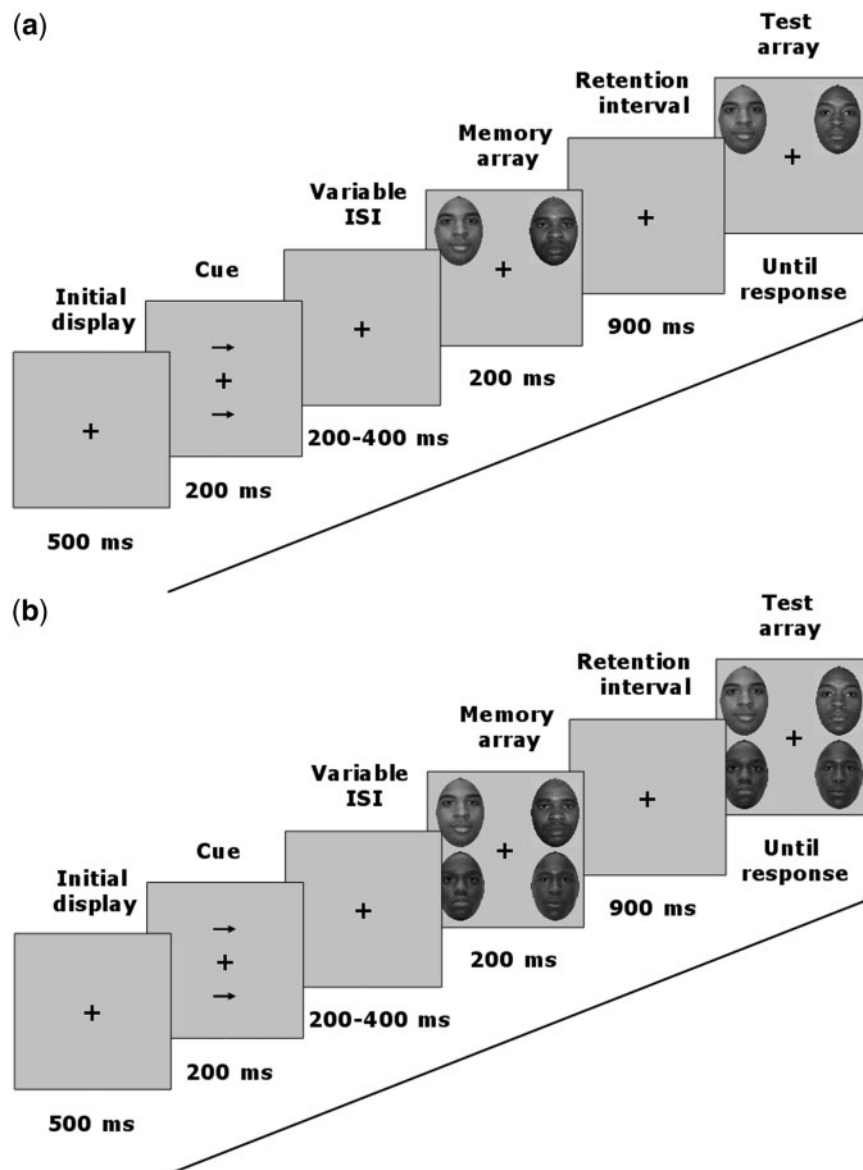 (a)
Test
array
Retention
interval
Memory
array
Variable
ISI
Cue
Initial
display
Until
response
900 ms
200 ms
200-400 ms
200 ms
500 ms
(b)
Test
array
Retention
interval
Memory
array
Variable
ISI
Cue
Initial
display
Until
response
900 ms
200 ms
200-400 ms
200 ms
500 ms